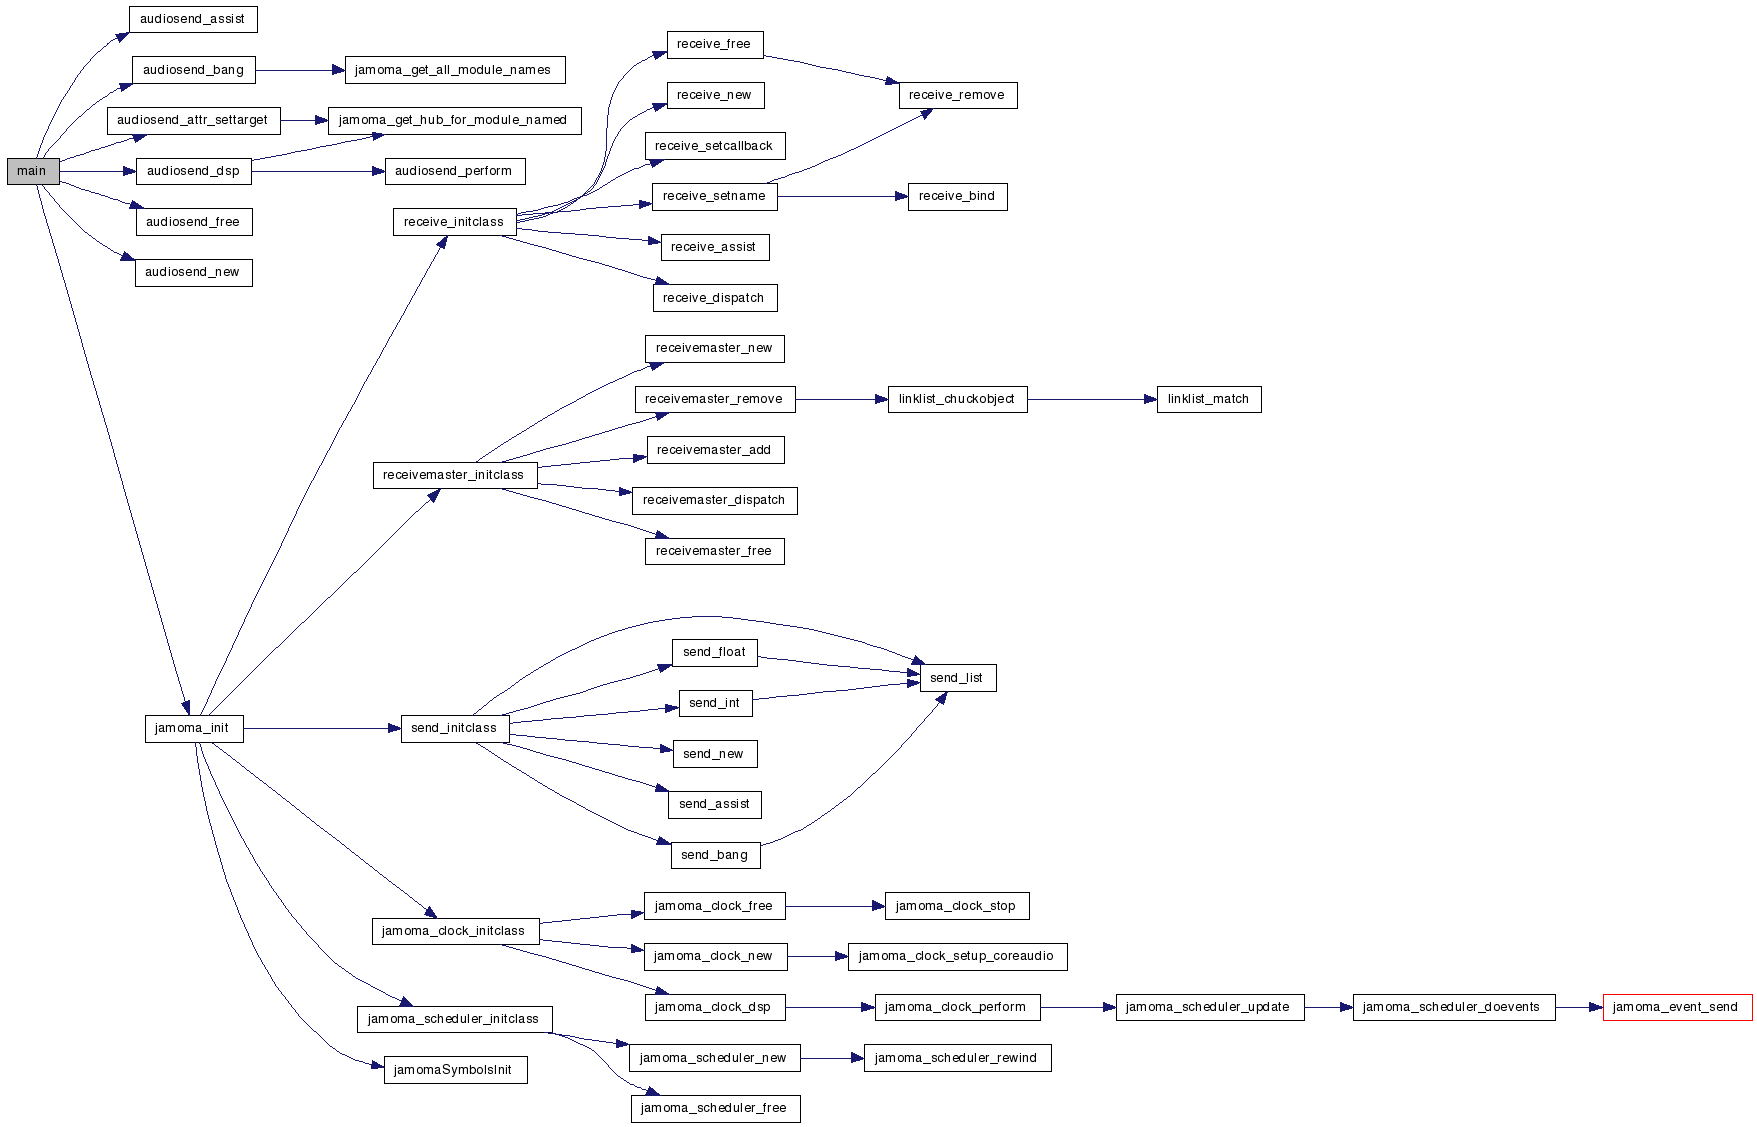 audiosend_assist
audiosend_bang
jamoma_get_all_module_names
audiosend_attr_settarget
jamoma_get_hub_for_module_named
main
audiosend_dsp
audiosend_perform
audiosend_free
audiosend_new
receive_free
receive_new
receive_remove
receive_setcallback
receive_setname
receive_bind
receive_initclass
receive_assist
receive_dispatch
receivemaster_new
receivemaster_remove
linklist_chuckobject
linklist_match
receivemaster_add
receivemaster_initclass
receivemaster_dispatch
receivemaster_free
send_float
send_list
send_int
jamoma_init
send_initclass
send_new
send_assist
send_bang
jamoma_clock_free
jamoma_clock_stop
jamoma_clock_initclass
jamoma_clock_new
jamoma_clock_setup_coreaudio
jamoma_clock_dsp
jamoma_clock_perform
jamoma_scheduler_update
jamoma_scheduler_doevents
jamoma_event_send
jamoma_scheduler_initclass
jamoma_scheduler_new
jamoma_scheduler_rewind
jamomaSymbolsInit
jamoma_scheduler_free